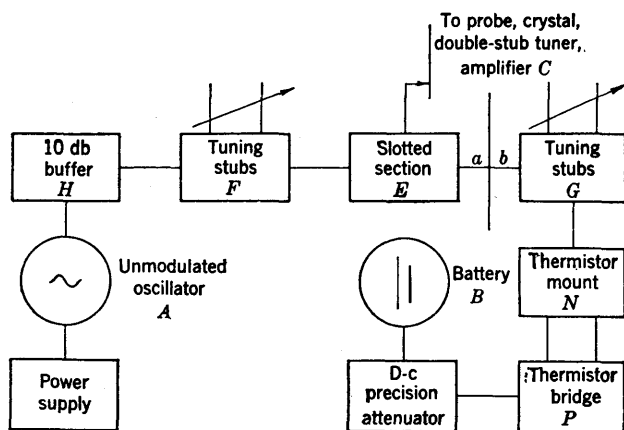 To probe, crystal,
double-stub tuner,
amplifier C
10 db
buffer
H
Tuning
stubs
F
Slotted
section
E
a
b
Tuning
stubs
G
Unmodulated
oscillator
A
Battery
B
Thermistor
mount
N
Power
supply
D-c
precision
attenuator
Thermistor
bridge
P